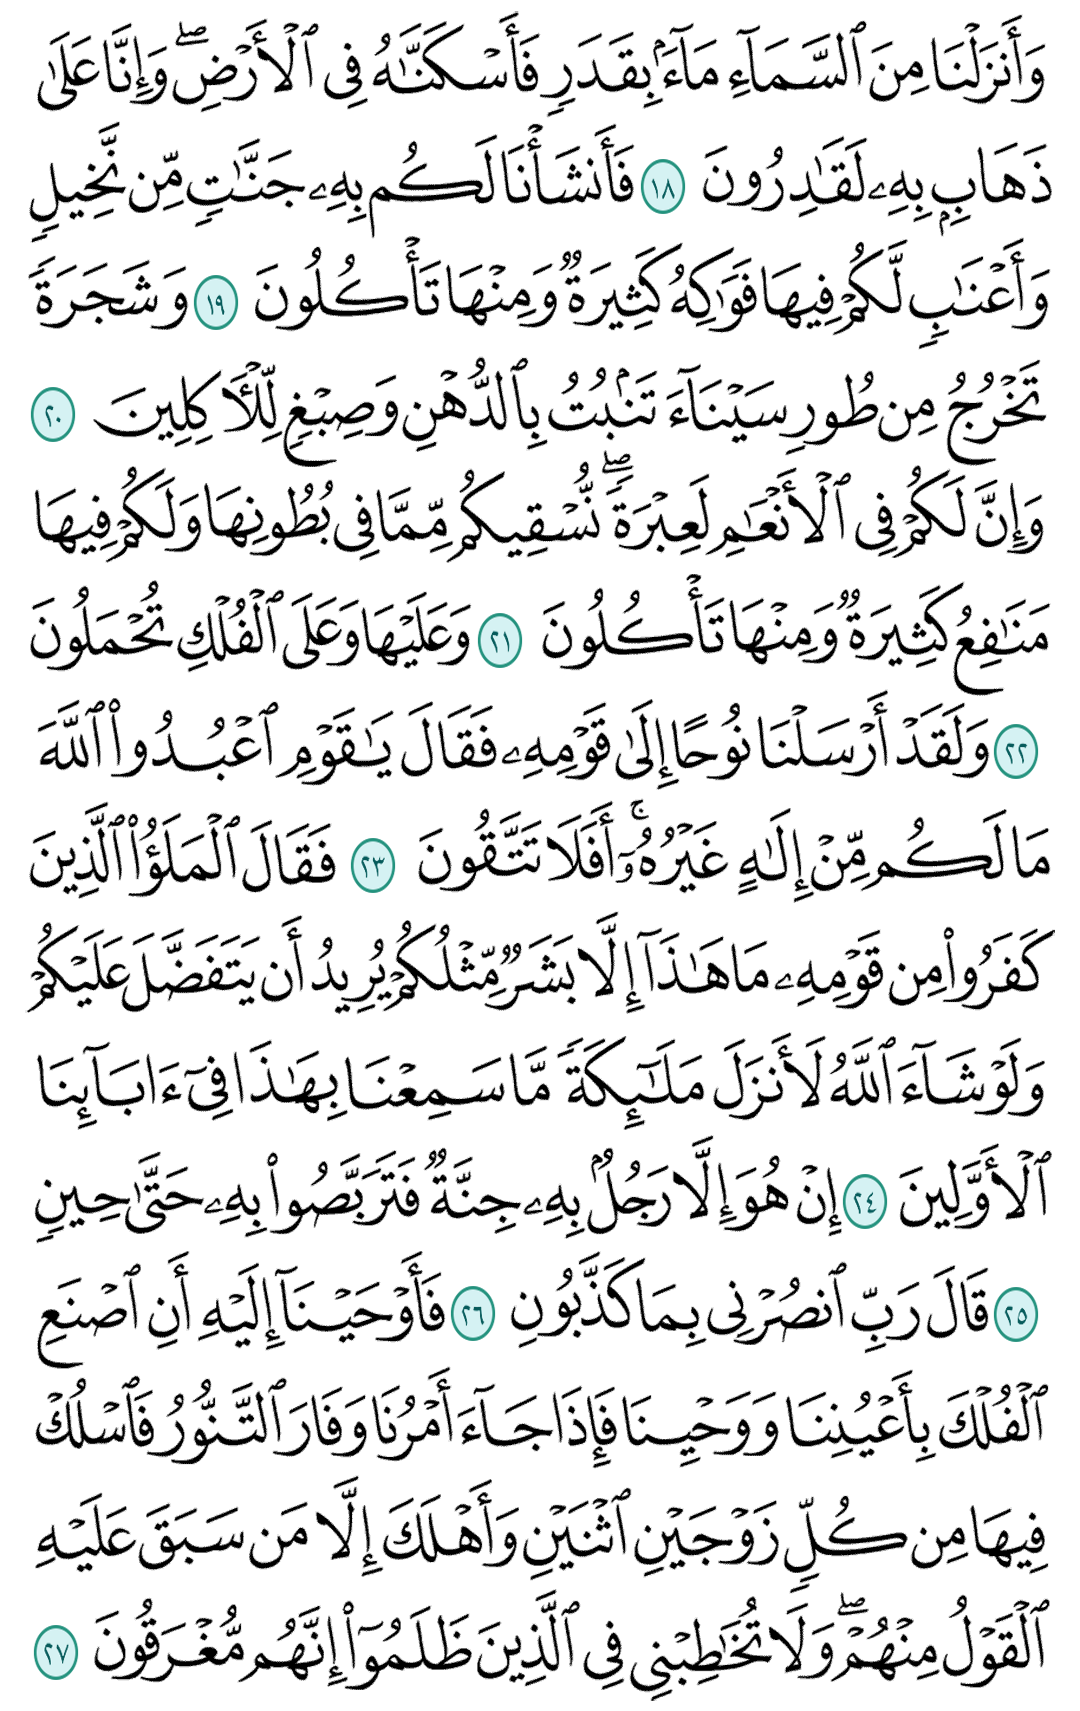 وَأَنزَلۡنَا مِنَ ٱلسَّمَآءِ مَآءَۢ بِقَدَرٖ فَأَسۡكَنَّٰهُ فِي ٱلۡأَرۡضِۖ وَإِنَّا عَلَىٰ
ذَهَابِۭ بِهِۦ لَقَٰدِرُونَ ١٨ فَأَنشَأۡنَا لَكُم بِهِۦ جَنَّٰتٖ مِّن نَّخِيلٖ
وَأَعۡنَٰبٖ لَّكُمۡ فِيهَا فَوَٰكِهُ كَثِيرَةٞ وَمِنۡهَا تَأۡكُلُونَ ١٩ وَشَجَرَةٗ
تَخۡرُجُ مِن طُورِ سَيۡنَآءَ تَنۢبُتُ بِٱلدُّهۡنِ وَصِبۡغٖ لِّلۡأٓكِلِينَ ٢٠
وَإِنَّ لَكُمۡ فِي ٱلۡأَنۡعَٰمِ لَعِبۡرَةٗۖ نُّسۡقِيكُم مِّمَّا فِي بُطُونِهَا وَلَكُمۡ فِيهَا
مَنَٰفِعُ كَثِيرَةٞ وَمِنۡهَا تَأۡكُلُونَ ٢١ وَعَلَيۡهَا وَعَلَى ٱلۡفُلۡكِ تُحۡمَلُونَ
٢٢ وَلَقَدۡ أَرۡسَلۡنَا نُوحًا إِلَىٰ قَوۡمِهِۦ فَقَالَ يَٰقَوۡمِ ٱعۡبُدُواْ ٱللَّهَ
مَا لَكُم مِّنۡ إِلَٰهٍ غَيۡرُهُۥٓۚ أَفَلَا تَتَّقُونَ ٢٣ فَقَالَ ٱلۡمَلَؤُاْ ٱلَّذِينَ
كَفَرُواْ مِن قَوۡمِهِۦ مَا هَٰذَآ إِلَّا بَشَرٞ مِّثۡلُكُمۡ يُرِيدُ أَن يَتَفَضَّلَ عَلَيۡكُمۡ
وَلَوۡ شَآءَ ٱللَّهُ لَأَنزَلَ مَلَٰٓئِكَةٗ مَّا سَمِعۡنَا بِهَٰذَا فِيٓ ءَابَآئِنَا
ٱلۡأَوَّلِينَ ٢٤ إِنۡ هُوَ إِلَّا رَجُلُۢ بِهِۦ جِنَّةٞ فَتَرَبَّصُواْ بِهِۦ حَتَّىٰ حِينٖ
٢٥ قَالَ رَبِّ ٱنصُرۡنِي بِمَا كَذَّبُونِ ٢٦ فَأَوۡحَيۡنَآ إِلَيۡهِ أَنِ ٱصۡنَعِ
ٱلۡفُلۡكَ بِأَعۡيُنِنَا وَوَحۡيِنَا فَإِذَا جَآءَ أَمۡرُنَا وَفَارَ ٱلتَّنُّورُ فَٱسۡلُكۡ
فِيهَا مِن كُلّٖ زَوۡجَيۡنِ ٱثۡنَيۡنِ وَأَهۡلَكَ إِلَّا مَن سَبَقَ عَلَيۡهِ
ٱلۡقَوۡلُ مِنۡهُمۡۖ وَلَا تُخَٰطِبۡنِي فِي ٱلَّذِينَ ظَلَمُوٓاْ إِنَّهُم مُّغۡرَقُونَ ٢٧